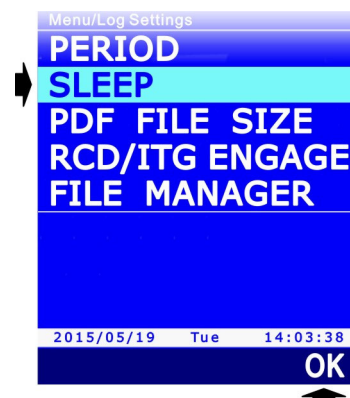 Menu/Log Settings
PERIOD
SLEEP
PDF FILE SIZE
RCD/ITG ENGAGE
FILE MANAGER
2015/05/19 Tue 14:03:38
OK